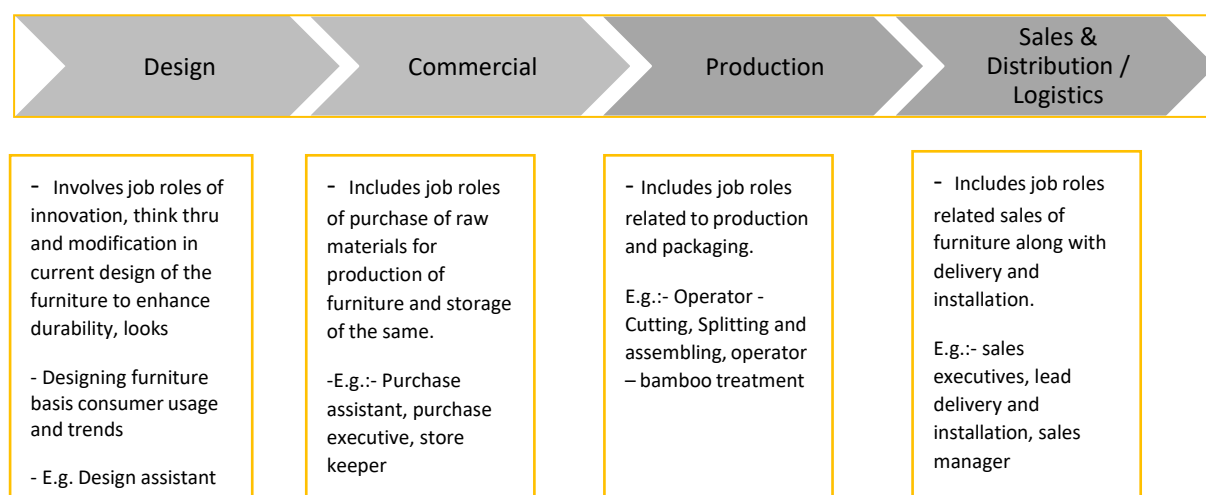 Design
Commercial
Production
Sales &
Distribution /
Logistics
- Involves job roles of
innovation, think thru
and modification in
current design of the
furniture to enhance
durability, looks
- Designing furniture
basis consumer usage
and trends
- E.g. Design assistant
- Includes job roles
of purchase of raw
materials for
production of
furniture and storage
of the same.
-E.g.:- Purchase
assistant, purchase
executive, store
keeper
- Includes job roles
related to production
and packaging.
E.g.:- Operator -
Cutting, Splitting and
assembling, operator
– bamboo treatment
- Includes job roles
related sales of
furniture along with
delivery and
installation.
E.g.:- sales
executives, lead
delivery and
installation, sales
manager